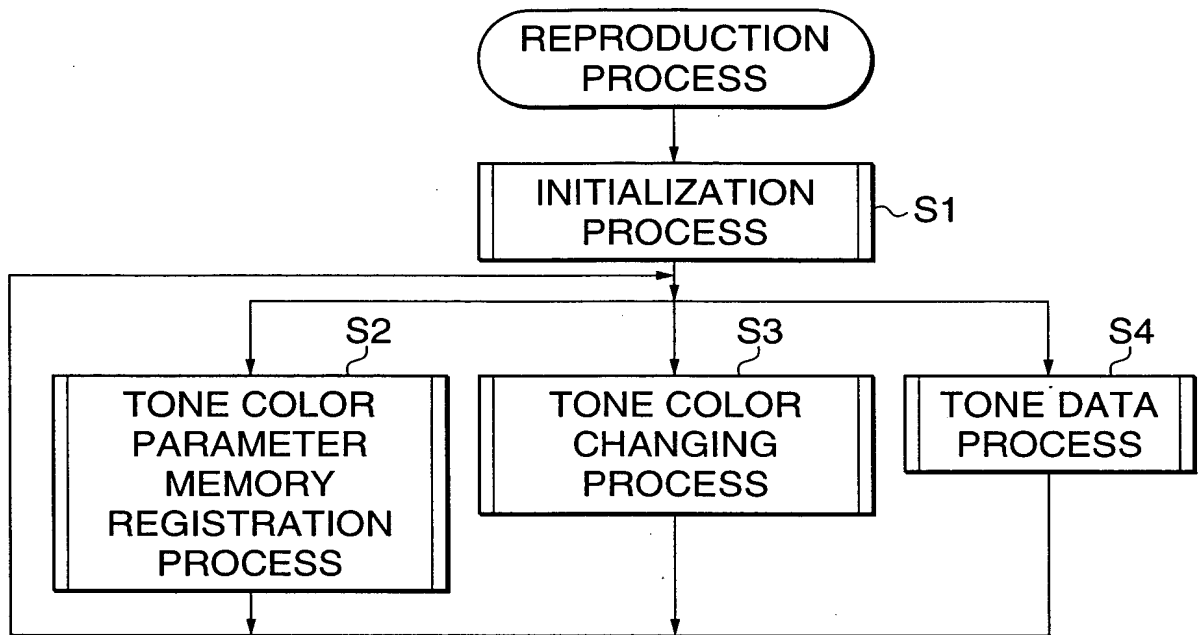 REPRODUCTION
PROCESS
INITIALIZATION
PROCESS
S1
S2
TONE COLOR
PARAMETER
MEMORY
REGISTRATION
PROCESS
S3
TONE COLOR
CHANGING
PROCESS
S4
TONE DATA
PROCESS